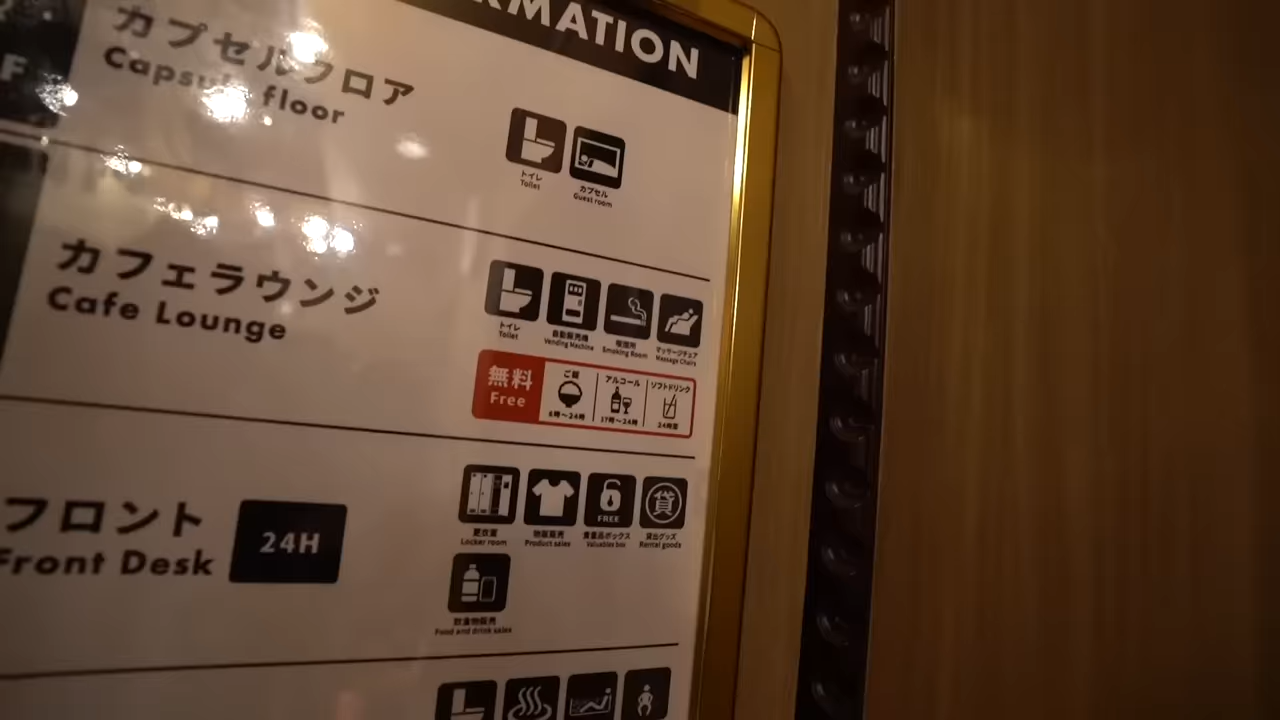 RMATION
F
カプセルフロア
Capsule floor
トイレ
Toilet
カプセル
Guest room
カフェラウンジ
Cafe Lounge
トイレ
Toilet
自動販売機
Vending Machine
喫煙所
Smoking Room
マッサージチェア
Massage Chairs
無料
Free
ご飯
6時〜24時
アルコール
17時〜24時
ソフトドリンク
24時間
フロント
Front Desk
24H
更衣室
Locker room
物販販売
Product sales
FREE
貴重品ボックス
Valuables box
貸
貸出グッズ
Rental goods
飲食物販売
Food and drink sales